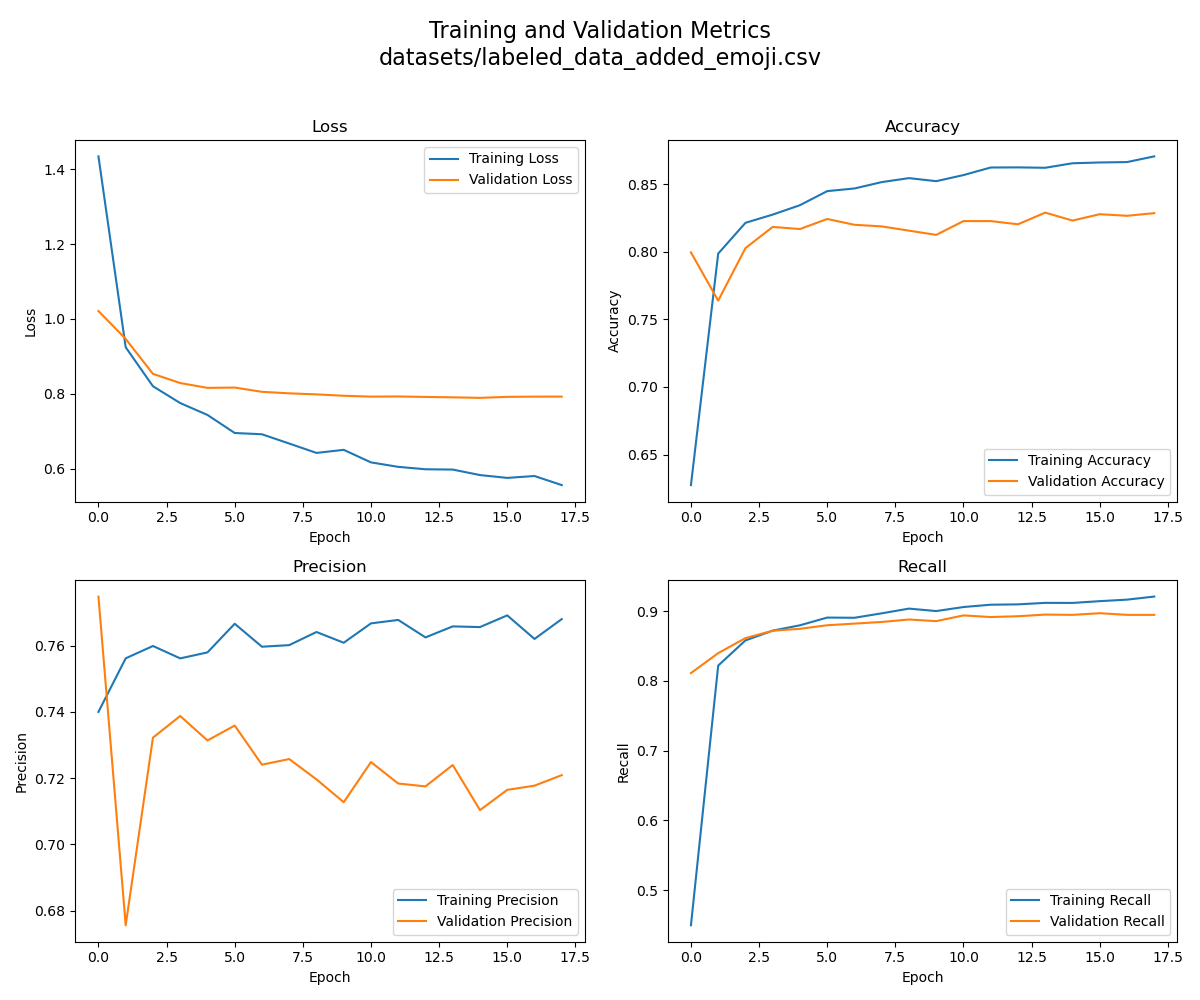 Training and Validation Metrics
datasets/labeled_data_added_emoji.csv
Loss
Training Loss
Validation Loss
1.4
1.2
1.0
0.8
0.6
Loss
0.0 2.5 5.0 7.5 10.0 12.5 15.0 17.5
Epoch
Accuracy
0.85
0.80
0.75
0.70
0.65
Accuracy
Training Accuracy
Validation Accuracy
0.0 2.5 5.0 7.5 10.0 12.5 15.0 17.5
Epoch
Precision
0.76
0.74
0.72
0.70
0.68
Precision
Training Precision
Validation Precision
0.0 2.5 5.0 7.5 10.0 12.5 15.0 17.5
Epoch
Recall
0.9
0.8
0.7
0.6
0.5
Recall
Training Recall
Validation Recall
0.0 2.5 5.0 7.5 10.0 12.5 15.0 17.5
Epoch